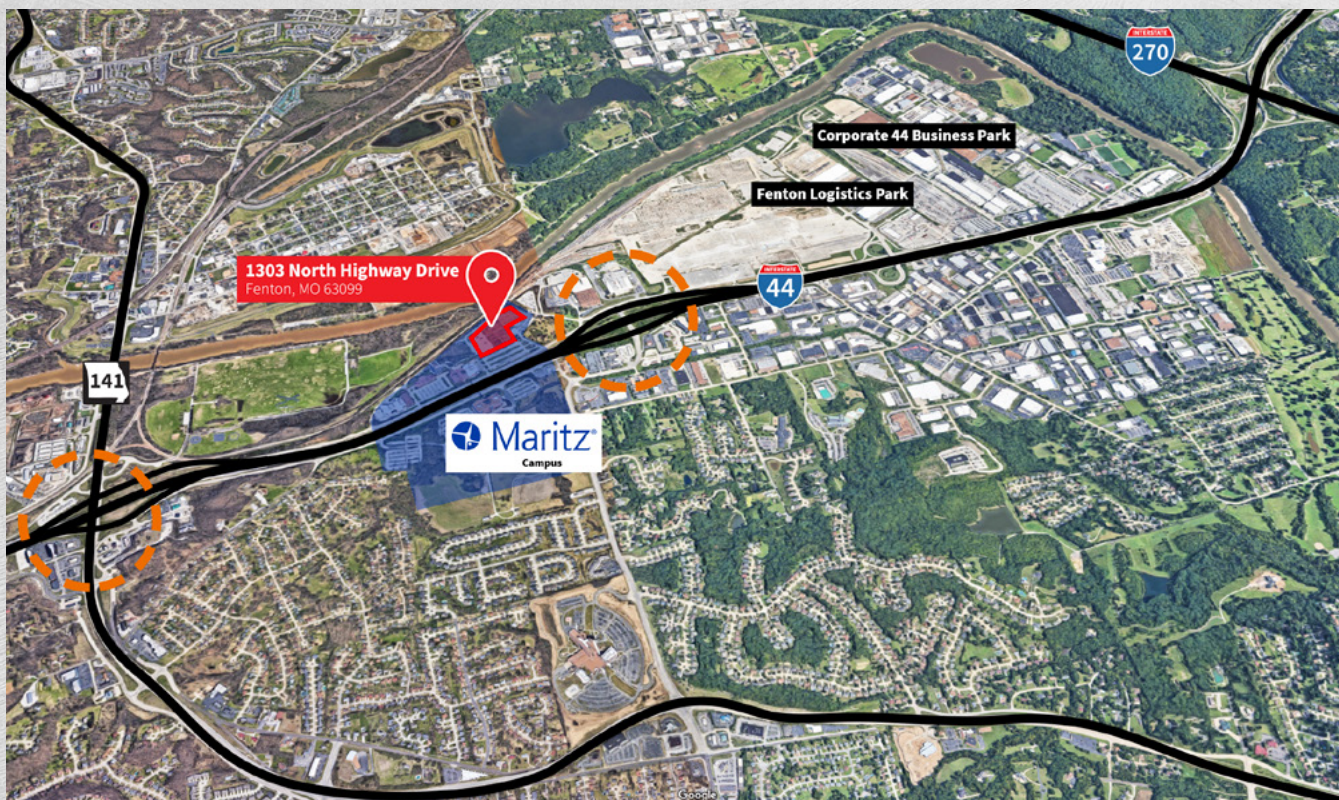 INTERSTATE
270
Corporate 44 Business Park
Fenton Logistics Park
1303 North Highway Drive
Fenton, MO 63099
INTERSTATE
44
141
Maritz®
Campus
Google